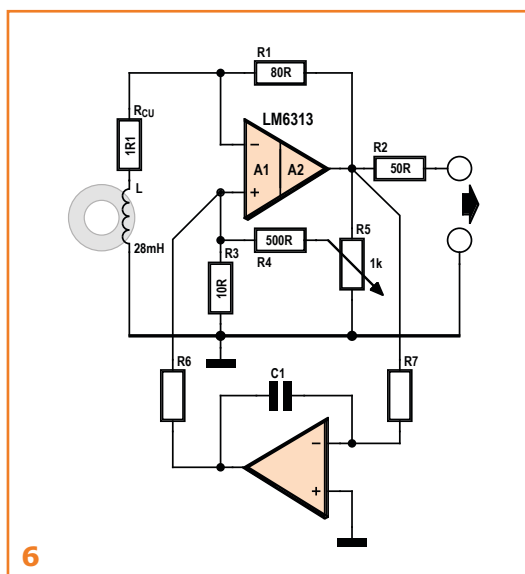 R1
80R
RCU
1R1
LM6313
A1
A2
−
+
R2
50R
L
28mH
R3
10R
500R
R4
R5
1k
R6
C1
R7
−
+
6